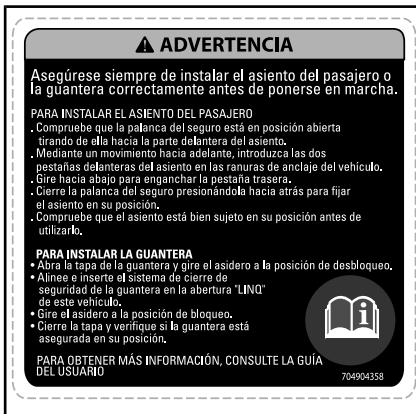 ADVERTENCIA
Asegúrese siempre de instalar el asiento del pasajero o
la guantera correctamente antes de ponerse en marcha.
PARA INSTALAR EL ASIENTO DEL PASAJERO
. Compruebe que la palanca del seguro está en posición abierta
tirando de ella hacia la parte delantera del asiento.
. Mediante un movimiento hacia adelante, introduzca las dos
pestañas delanteras del asiento en las ranuras de anclaje del vehículo.
. Gire hacia abajo para enganchar la pestaña trasera.
. Cierre la palanca del seguro presionándola hacia atrás para fijar
el asiento en su posición.
. Compruebe que el asiento está bien sujeto en su posición antes de
utilizarlo.
PARA INSTALAR LA GUANTERA
• Abra la tapa de la guantera y gire el asidero a la posición de desbloqueo.
• Alinee e inserte el sistema de cierre de
seguridad de la guantera en la abertura "LINQ"
de este vehículo.
• Gire el asidero a la posición de bloqueo.
• Cierre la tapa y verifique si la guantera está
asegurada en su posición.
PARA OBTENER MÁS INFORMACIÓN, CONSULTE LA GUÍA
DEL USUARIO
704904358